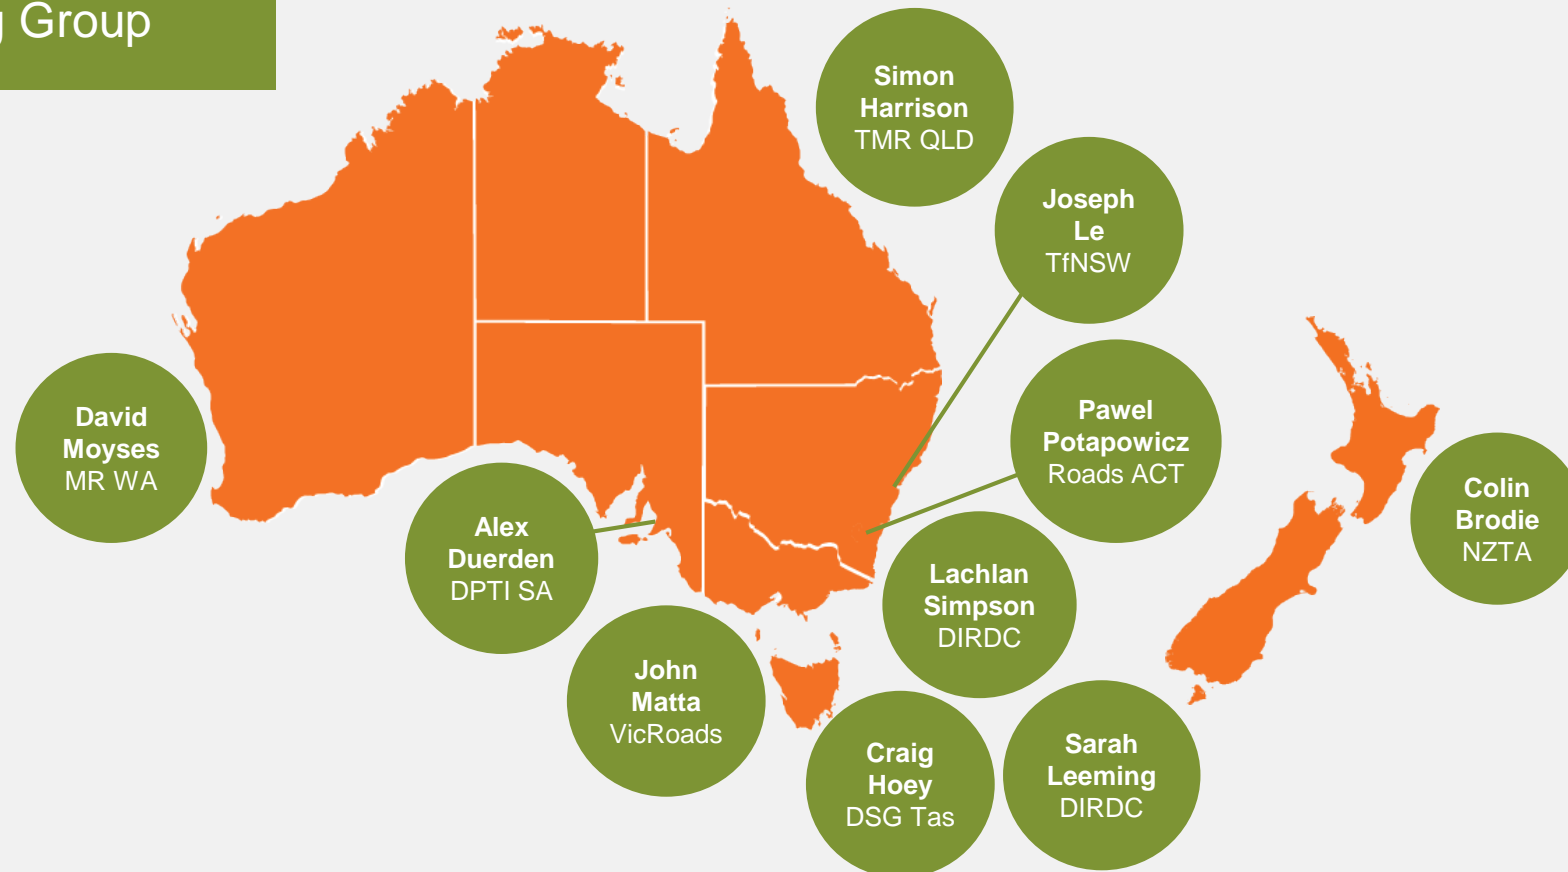 Group
Simon
Harrison
TMR QLD
Joseph
Le
TfNSW
David
Moyses
MR WA
Pawel
Potapowicz
Roads ACT
Colin
Brodie
NZTA
Alex
Duerden
DPTI SA
Lachlan
Simpson
DIRDC
John
Matta
VicRoads
Craig
Hoey
DSG Tas
Sarah
Leeming
DIRDC